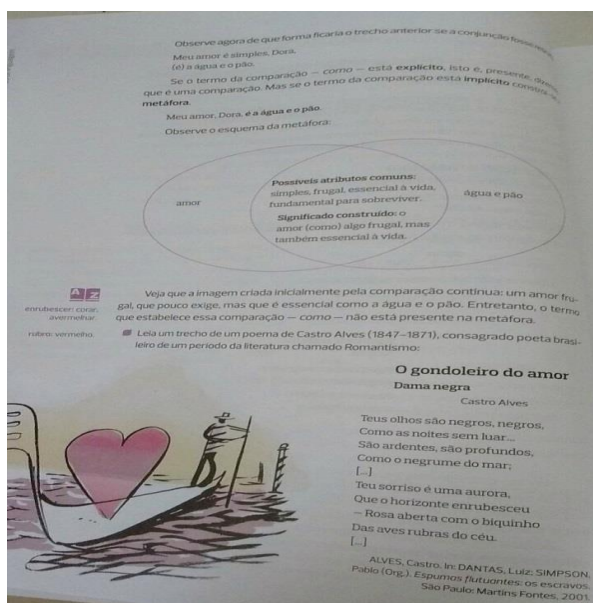 Observe agora de que forma ficaria o trecho anterior se a conjunção fosse
Meu amor é simples, Dora,
(é) a água e o pão.
Se o termo da comparação — como — está explícito, isto é, presente,
que é uma comparação. Mas se o termo da comparação está implícito
metáfora.
Meu amor, Dora, é a água e o pão.
Observe o esquema da metáfora:
amor
Possíveis atributos comuns:
simples, frugal, essencial à vida,
fundamental para sobreviver.
Significado construído: o
amor (como) algo frugal, mas
também essencial à vida.
água e pão
A Z
enrubescer: corar,
avermelhar.
rubro: vermelho.
Veja que a imagem criada inicialmente pela comparação continua: um amor fru-
gal, que pouco exige, mas que é essencial como a água e o pão. Entretanto, o termo
que estabelece essa comparação — como — não está presente na metáfora.
Leia um trecho de um poema de Castro Alves (1847–1871), consagrado poeta brasi-
leiro de um período da literatura chamado Romantismo:
O gondoleiro do amor
Dama negra
Castro Alves
Teus olhos são negros, negros,
Como as noites sem luar...
São ardentes, são profundos,
Como o negrume do mar;
[...]
Teu sorriso é uma aurora,
Que o horizonte enrubesceu
— Rosa aberta com o biquinho
Das aves rubras do céu.
[...]
ALVES, Castro. In: DANTAS, Luiz; SIMPSON,
Pablo (Org.). Espumas flutuantes: os escravos.
São Paulo: Martins Fontes, 2001.